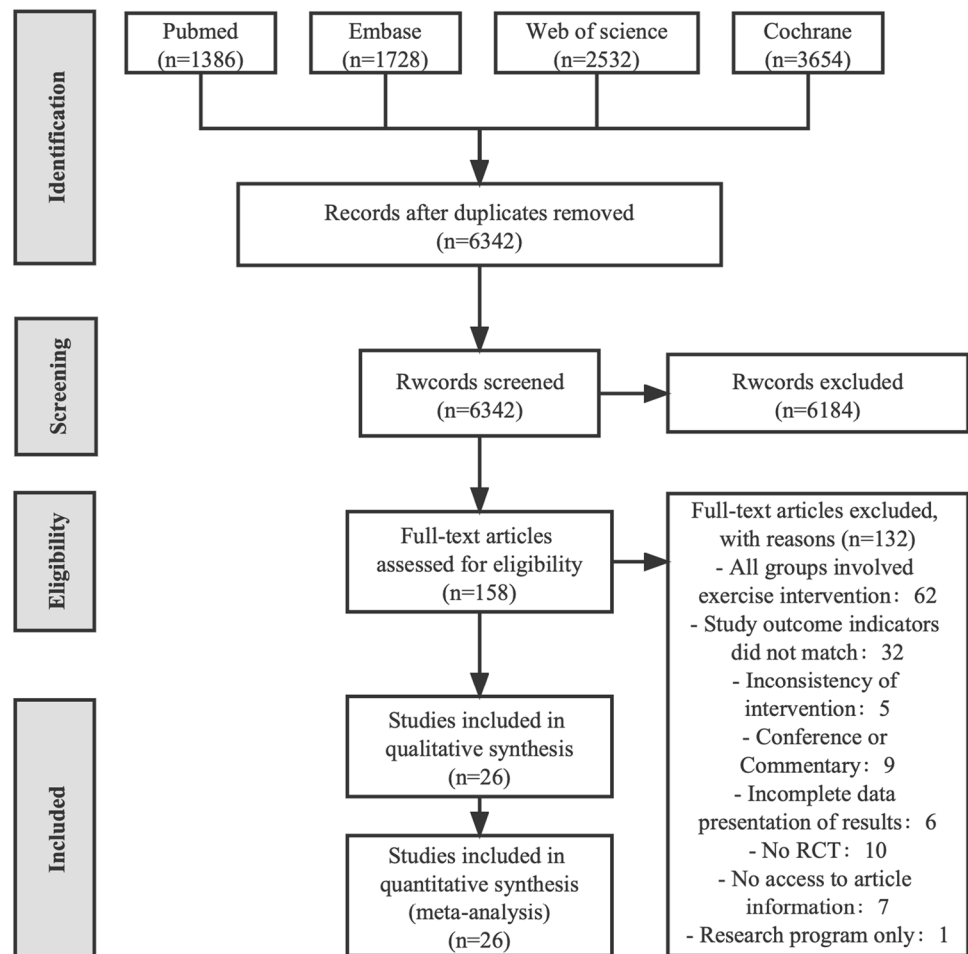 Identification
Pubmed
(n=1386)
Embase
(n=1728)
Web of science
(n=2532)
Cochrane
(n=3654)
Records after duplicates removed
(n=6342)
Screening
Rwcords screened
(n=6342)
Rwcords excluded
(n=6184)
Eligibility
Full-text articles
assessed for eligibility
(n=158)
Full-text articles excluded,
with reasons (n=132)
- All groups involved
exercise intervention：62
- Study outcome indicators
did not match：32
- Inconsistency of
intervention：5
- Conference or
Commentary：9
- Incomplete data
presentation of results：6
- No RCT：10
- No access to article
information：7
- Research program only：1
Included
Studies included in
qualitative synthesis
(n=26)
Studies included in
quantitative synthesis
(meta-analysis)
(n=26)